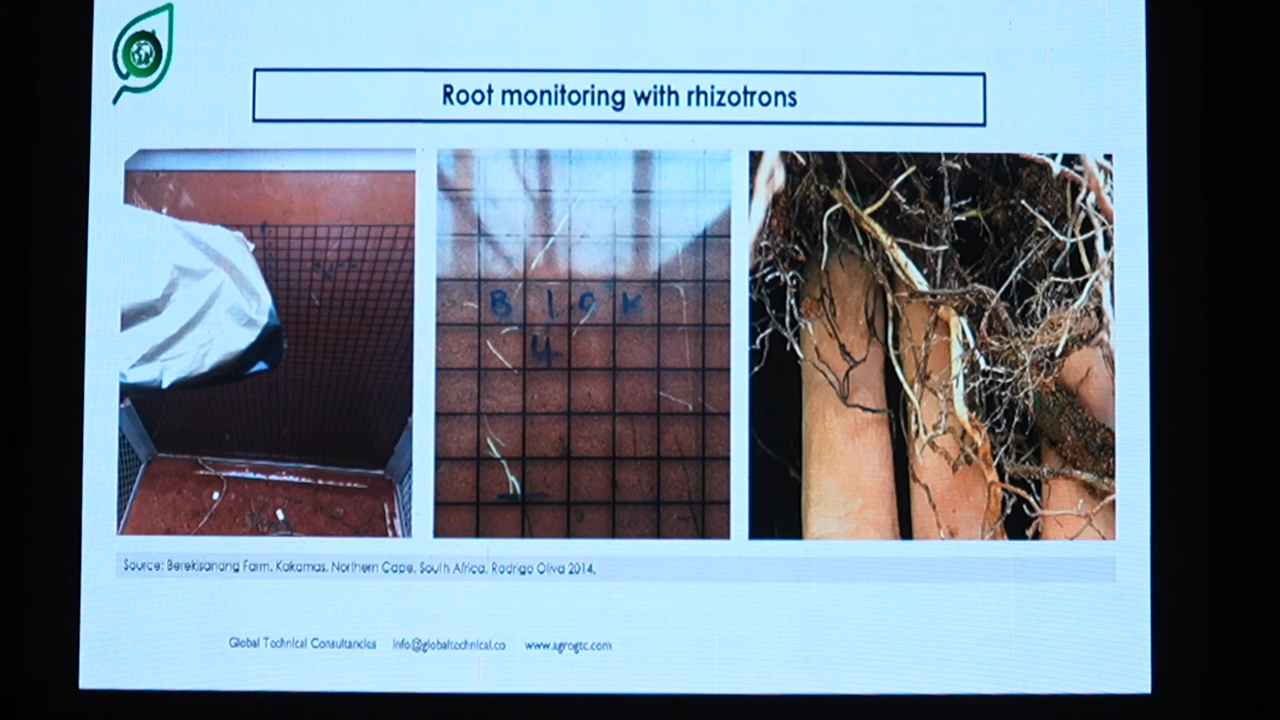 Root monitoring with rhizotrons
B l o K
4
Source: Berekisanang Farm, Kakamas, Northern Cape, South Africa, Rodrigo Oliva 2014.
Global Technical Consultancies info@globaltechnical.co www.agrogtc.com